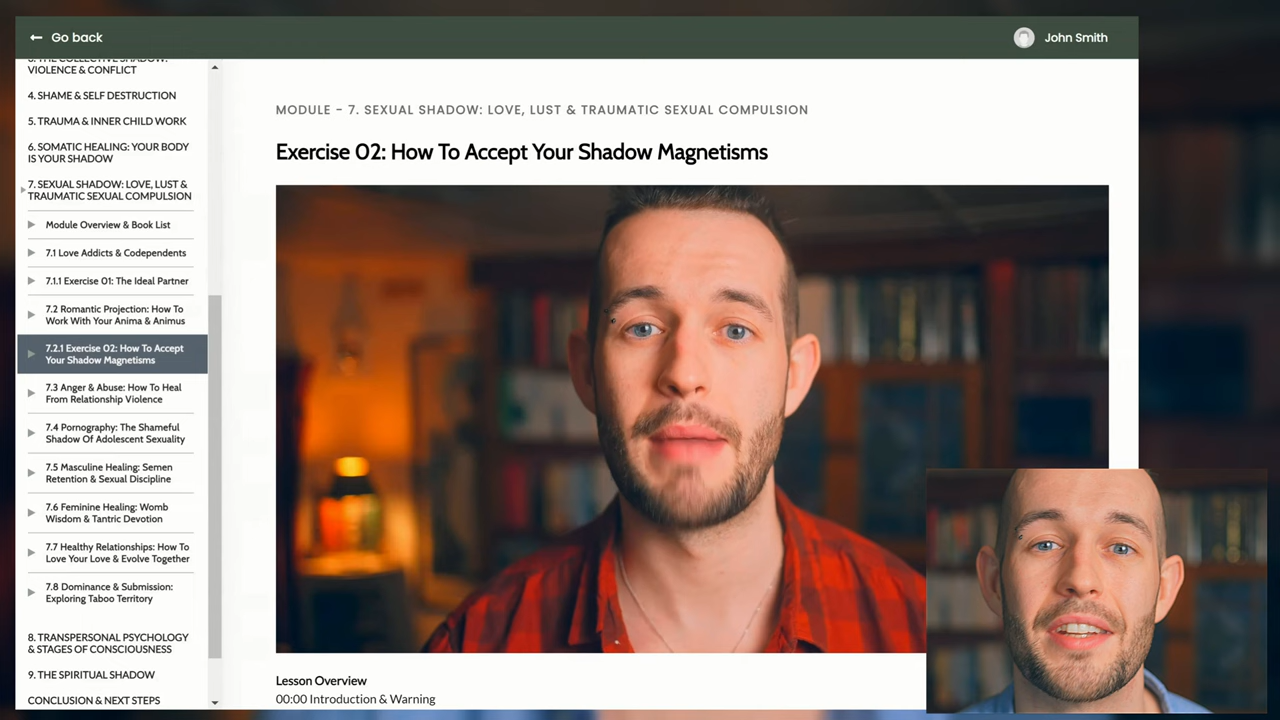 Go back
John Smith
3. THE COLLECTIVE SHADOW:
VIOLENCE & CONFLICT
4. SHAME & SELF DESTRUCTION
5. TRAUMA & INNER CHILD WORK
6. SOMATIC HEALING: YOUR BODY
IS YOUR SHADOW
7. SEXUAL SHADOW: LOVE, LUST &
TRAUMATIC SEXUAL COMPULSION
Module Overview & Book List
7.1 Love Addicts & Codependents
7.1.1 Exercise 01: The Ideal Partner
7.2 Romantic Projection: How To
Work With Your Anima & Animus
7.2.1 Exercise 02: How To Accept
Your Shadow Magnetisms
7.3 Anger & Abuse: How To Heal
From Relationship Violence
7.4 Pornography: The Shameful
Shadow Of Adolescent Sexuality
7.5 Masculine Healing: Semen
Retention & Sexual Discipline
7.6 Feminine Healing: Womb
Wisdom & Tantric Devotion
7.7 Healthy Relationships: How To
Love Your Love & Evolve Together
7.8 Dominance & Submission:
Exploring Taboo Territory
8. TRANSPERSONAL PSYCHOLOGY
& STAGES OF CONSCIOUSNESS
9. THE SPIRITUAL SHADOW
CONCLUSION & NEXT STEPS
MODULE – 7. SEXUAL SHADOW: LOVE, LUST & TRAUMATIC SEXUAL COMPULSION
Exercise 02: How To Accept Your Shadow Magnetisms
Lesson Overview
00:00 Introduction & Warning